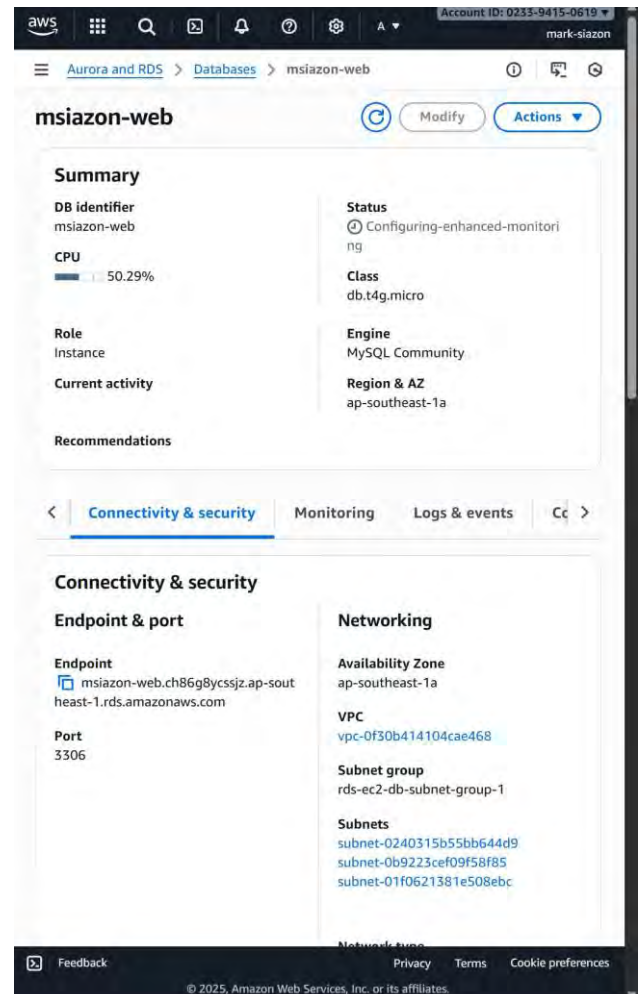 aws
A
Account ID: 0233-9415-0619
mark-siazon
Aurora and RDS > Databases > msiazon-web
msiazon-web
Modify
Actions
Summary
DB identifier
msiazon-web
CPU
50.29%
Role
Instance
Current activity
Recommendations
Status
Configuring-enhanced-monitori
ng
Class
db.t4g.micro
Engine
MySQL Community
Region & AZ
ap-southeast-1a
Connectivity & security
Monitoring
Logs & events
Connectivity & security
Endpoint & port
Endpoint
msiazon-web.ch86g8ycssjz.ap-sout
heast-1.rds.amazonaws.com
Port
3306
Networking
Availability Zone
ap-southeast-1a
VPC
vpc-0f30b414104cae468
Subnet group
rds-ec2-db-subnet-group-1
Subnets
subnet-0240315b55bb644d9
subnet-0b9223cef09f58f85
subnet-01f0621381e508ebc
Network type
Feedback
Privacy
Terms
Cookie preferences
© 2025, Amazon Web Services, Inc. or its affiliates.